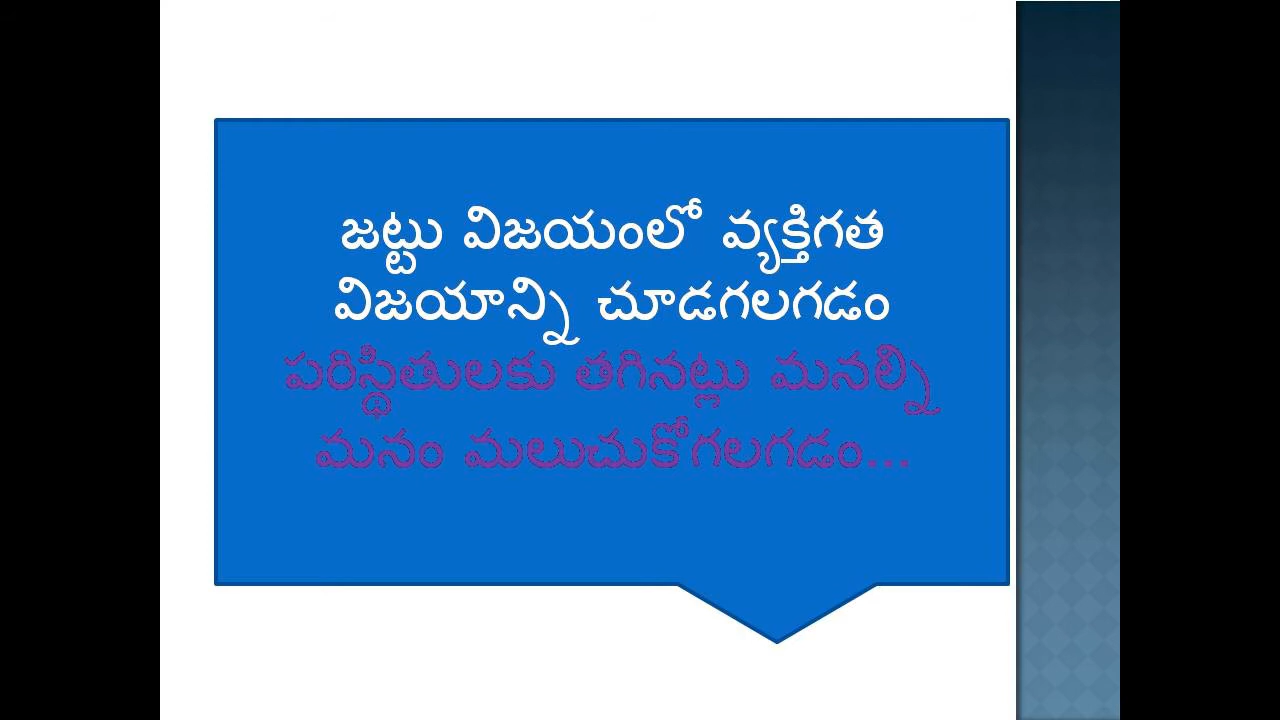 జట్టు విజయంలో వ్యక్తిగత
విజయాన్ని చూడగలగడం
పరిస్థితులకు తగినట్లు మనల్ని
మనం మలుచుకోగలగడం...